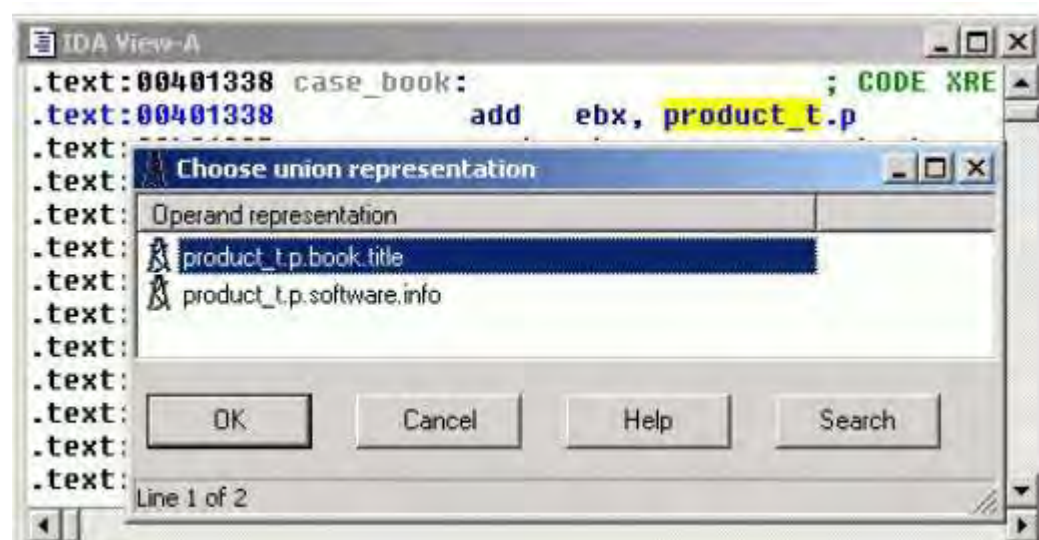 IDA View-A
.text:00401338 case_book: ; CODE XRE
.text:00401338 add ebx, product_t.p
.text:
.text:
Choose union representation
.text:
Operand representation
.text:
product_t.p.book.title
.text:
product_t.p.software.info
.text:
.text:
.text:
.text:
OK Cancel Help Search
.text:
.text:
Line 1 of 2